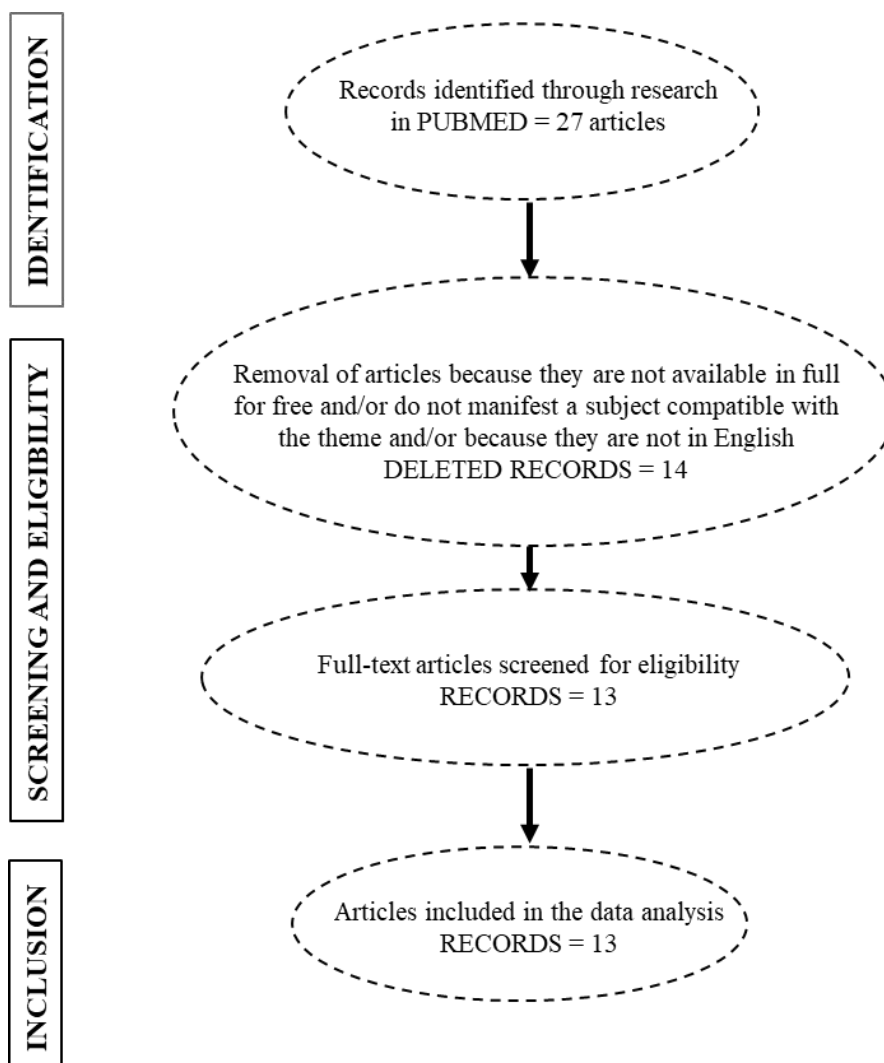 IDENTIFICATION
Records identified through research
in PUBMED = 27 articles
SCREENING AND ELIGIBILITY
Removal of articles because they are not available in full
for free and/or do not manifest a subject compatible with
the theme and/or because they are not in English
DELETED RECORDS = 14
Full-text articles screened for eligibility
RECORDS = 13
INCLUSION
Articles included in the data analysis
RECORDS = 13